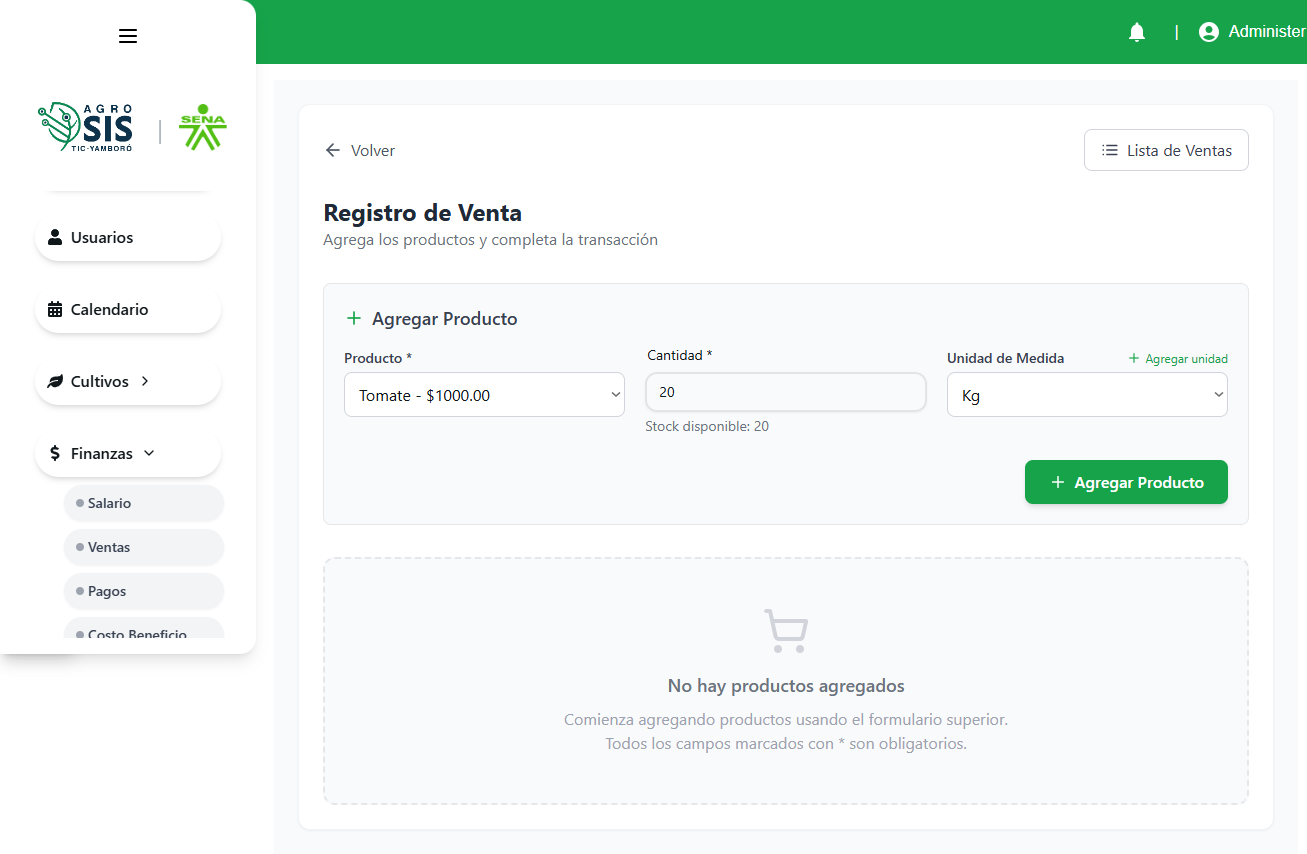 Administer
AGRO
SIS
TIC-YAMBORÓ
|
SENA
Usuarios
Calendario
Cultivos
Finanzas
Salario
Ventas
Pagos
Costo Beneficio
Volver
Lista de Ventas
Registro de Venta
Agrega los productos y completa la transacción
Agregar Producto
Producto *
Cantidad *
Unidad de Medida
+ Agregar unidad
Tomate - $1000.00
20
Kg
Stock disponible: 20
+ Agregar Producto
No hay productos agregados
Comienza agregando productos usando el formulario superior.
Todos los campos marcados con * son obligatorios.